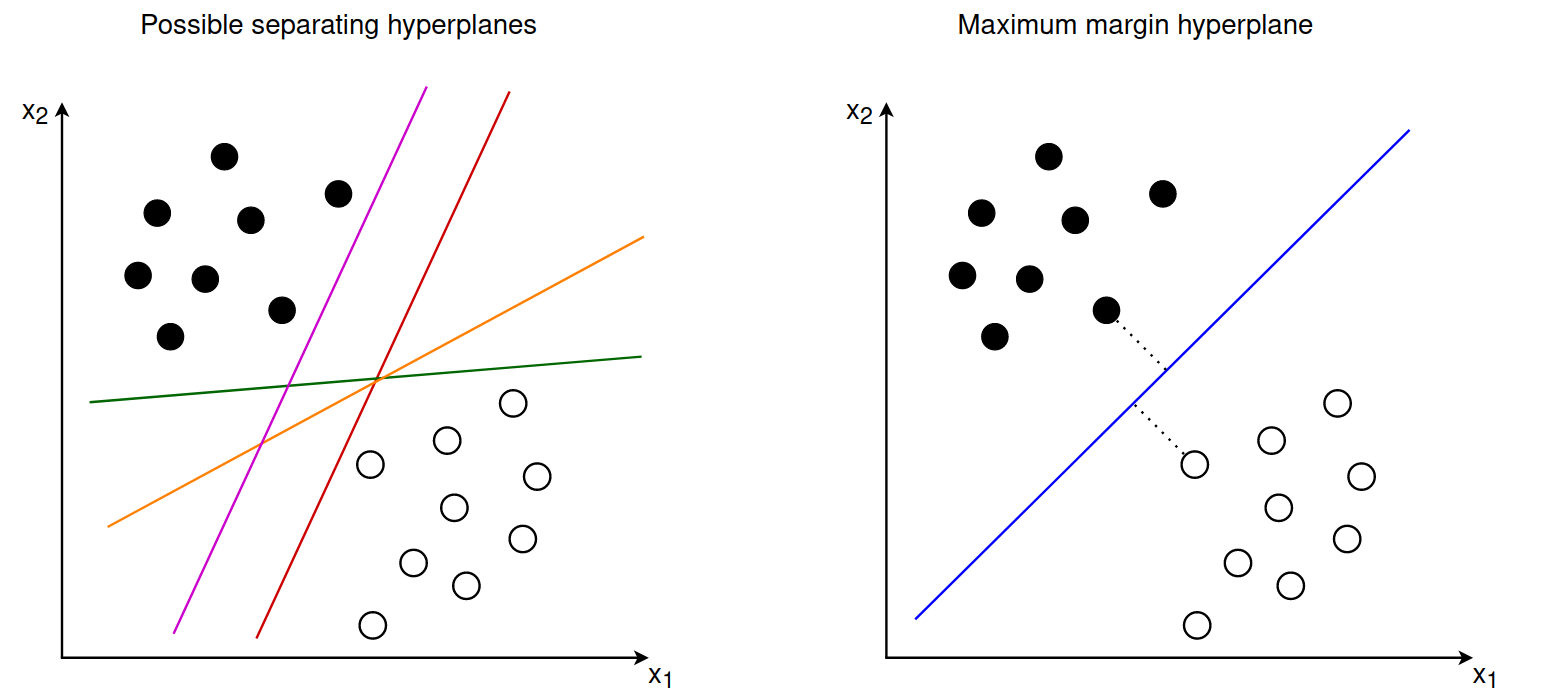 Possible separating hyperplanes
x2
x1
Maximum margin hyperplane
x2
x1